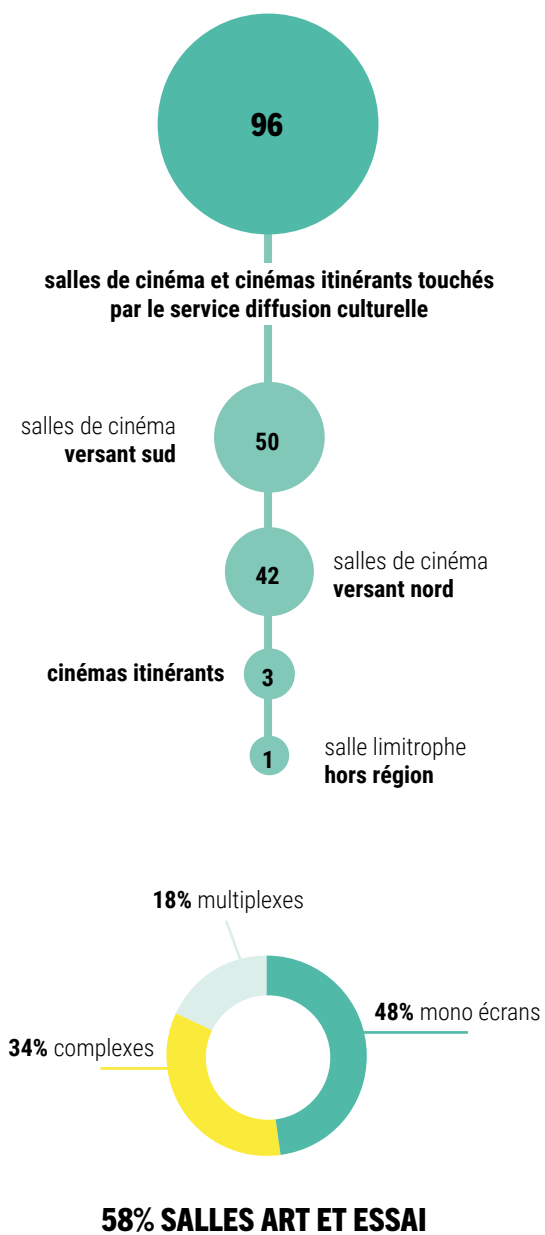 96
salles de cinéma et cinémas itinérants touchés
par le service diffusion culturelle
salles de cinéma
versant sud
50
42
salles de cinéma
versant nord
cinémas itinérants
3
1
salle limitrophe
hors région
18% multiplexes
48% mono écrans
34% complexes
58% SALLES ART ET ESSAI